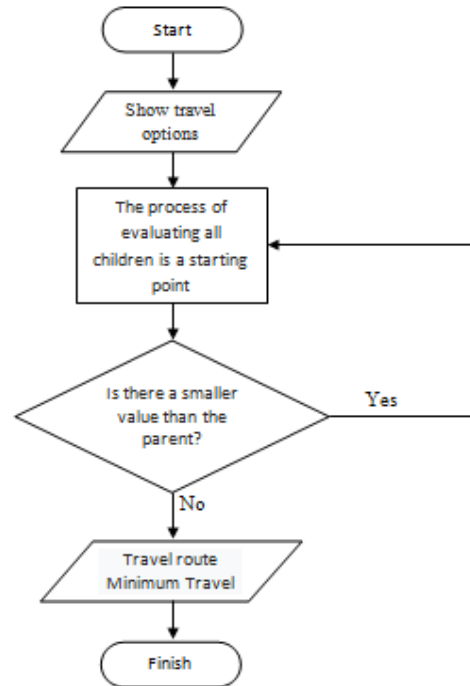 Start
Show travel
options
The process of
evaluating all
children is a starting
point
Is there a smaller
value than the
parent?
Yes
No
Travel route
Minimum Travel
Finish